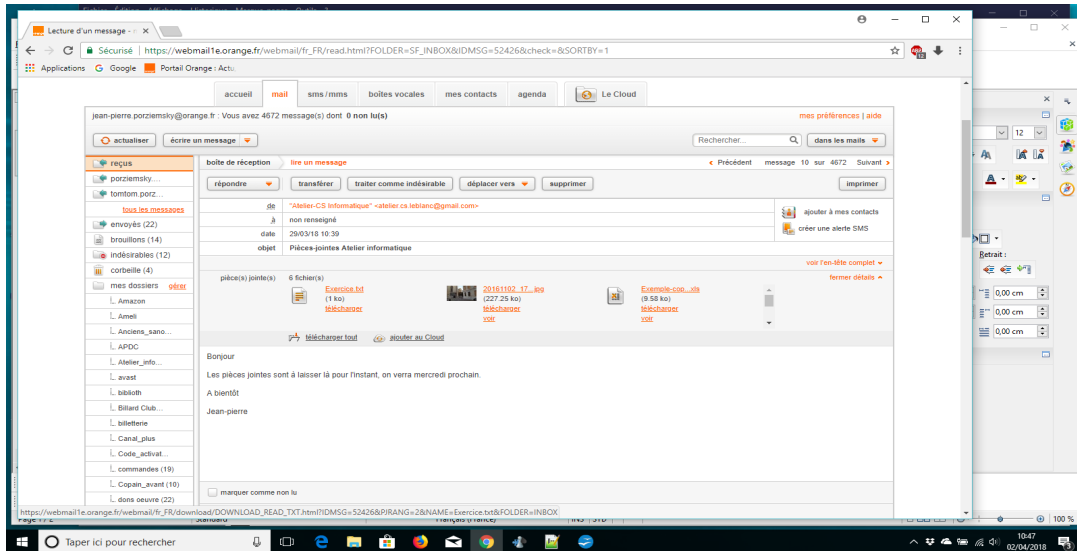 Lecture d'un message - n
Sécurisé | https://webmail1e.orange.fr/webmail/fr_FR/read.html?FOLDER=SF_INBOX&IDMSG=52426&check=&SORTBY=1
Applications Google Portail Orange : Actu
accueil mail sms/mms boîtes vocales mes contacts agenda Le Cloud
jean-pierre.porziemsky@orange.fr : Vous avez 4672 message(s) dont 0 non lu(s) mes préférences | aide
actualiser écrire un message Rechercher... dans les mails
reçus boîte de réception lire un message Précédent message 10 sur 4672 Suivant
porziemsky.... répondre transférer traiter comme indésirable déplacer vers supprimer imprimer
tomtom.porz...
tous les messages de "Atelier-CS Informatique" <atelier.cs.leblanc@gmail.com> ajouter à mes contacts
envoyés (22) à non renseigné
brouillons (14) date 29/03/18 10:39 créer une alerte SMS
indésirables (12) objet Pièces-jointes Atelier informatique
corbeille (4) voir l'en-tête complet
mes dossiers gérer pièce(s) jointe(s) 6 fichier(s) fermer détails
Exercice.txt 20161102_17...jpg Example-cop...xls
(1 ko) (227.25 ko) (9.58 ko)
télécharger télécharger télécharger
voir voir
télécharger tout ajouter au Cloud
Amazon
Ameli
Anciens_sano...
APDC
Atelier_info...
avast
biblioth
Billard Club...
billetterie
Canal_plus
Code_activat...
commandes (19)
Copain_avant (10)
dons oeuvre (22)
Bonjour
Les pièces jointes sont à laisser là pour l'instant, on verra mercredi prochain.
A bientôt
Jean-pierre
marquer comme non lu
https://webmail1e.orange.fr/webmail/fr_FR/download/DOWNLOAD_READ_TXT.html?IDMSG=52426&PJRANG=2&NAME=Exercice.txt&FOLDER=INBOX
12
Retrait :
0,00 cm
0,00 cm
0,00 cm
Page 1 / 2 Standard Français (France) INS STD 100 %
Taper ici pour rechercher
10:47
02/04/2018